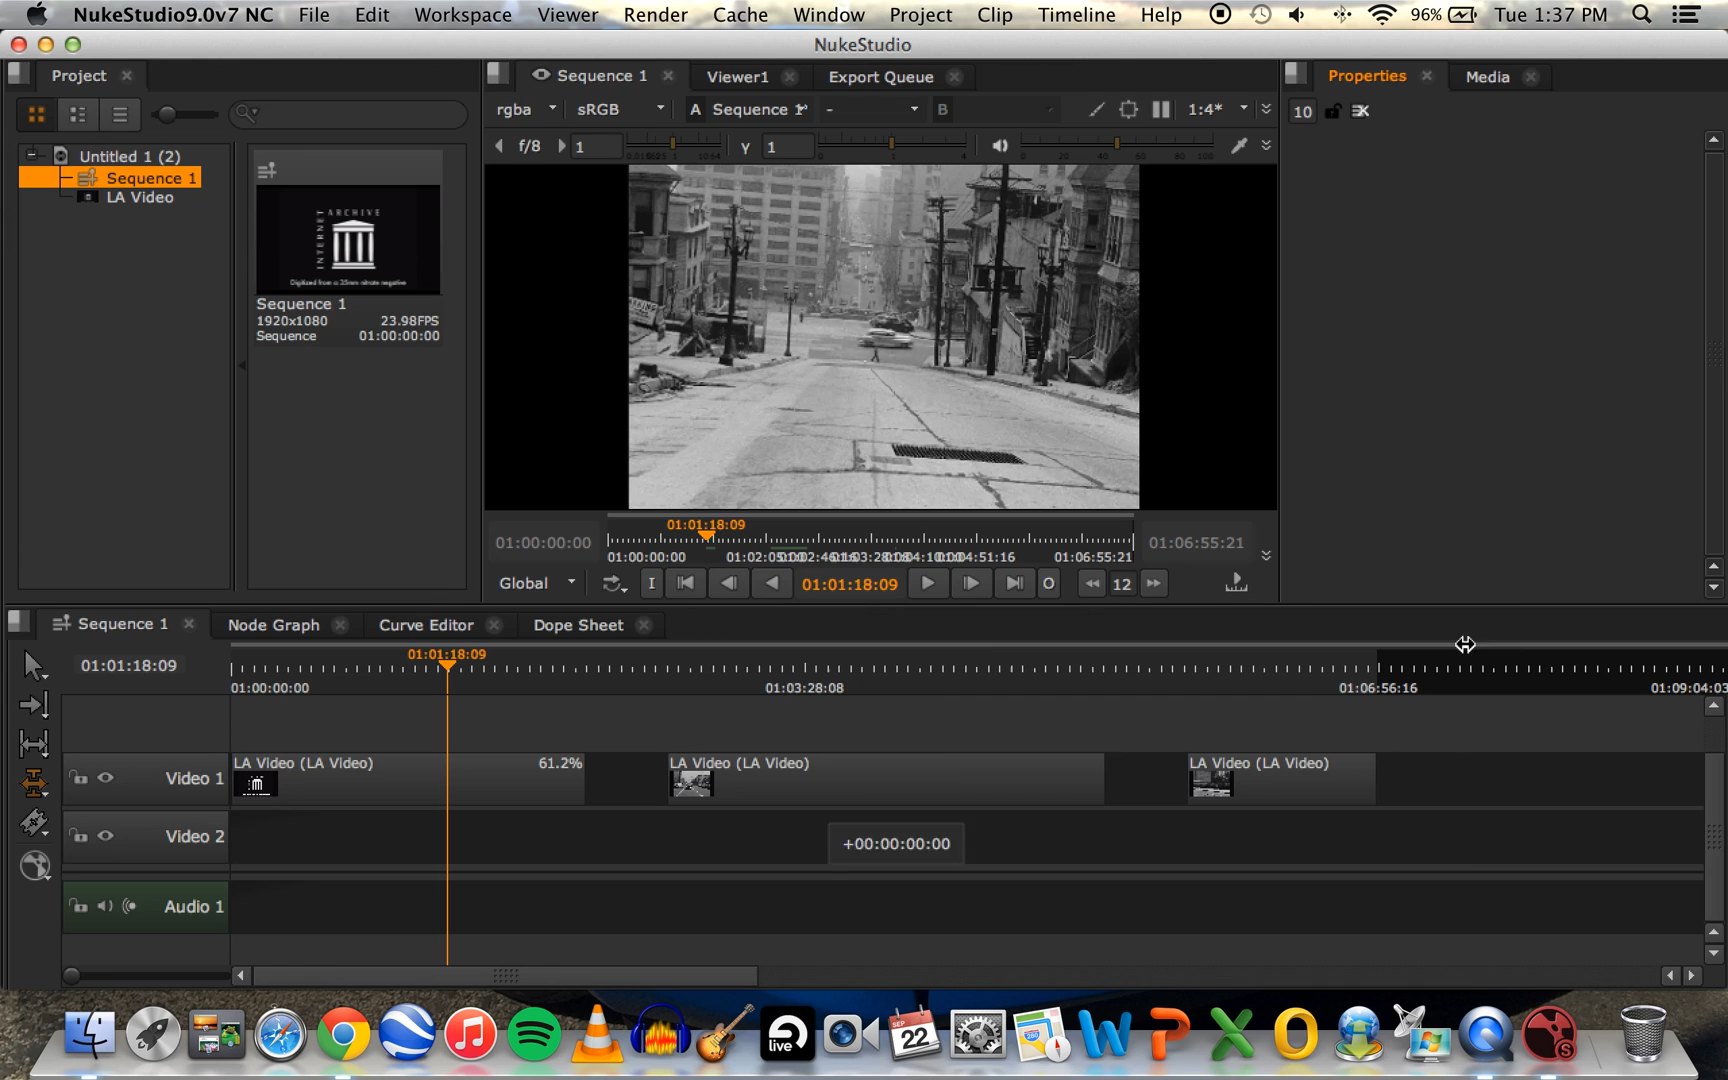 NukeStudio9.0v7 NC File Edit Workspace Viewer Render Cache Window Project Clip Timeline Help 96% Tue 1:37 PM
NukeStudio
Project
Sequence 1 Viewer1 Export Queue
Properties Media
rgba sRGB A Sequence 1 - B 1:4*
10
f/8 1 γ 1
Untitled 1 (2)
Sequence 1
LA Video
INTERNET ARCHIVE
Digitized from a 35mm nitrate negative
Sequence 1
1920x1080 23.98FPS
Sequence 01:00:00:00
01:01:18:09
01:00:00:00 01:06:55:21
01:00:00:00 01:06:55:21
Global I 01:01:18:09 O 12
Sequence 1 Node Graph Curve Editor Dope Sheet
01:01:18:09
01:01:18:09
01:00:00:00 01:03:28:08 01:06:56:16 01:09:04:03
Video 1
LA Video (LA Video) 61.2% LA Video (LA Video) LA Video (LA Video)
Video 2
+00:00:00:00
Audio 1
live
SEP
22
W P X O
S